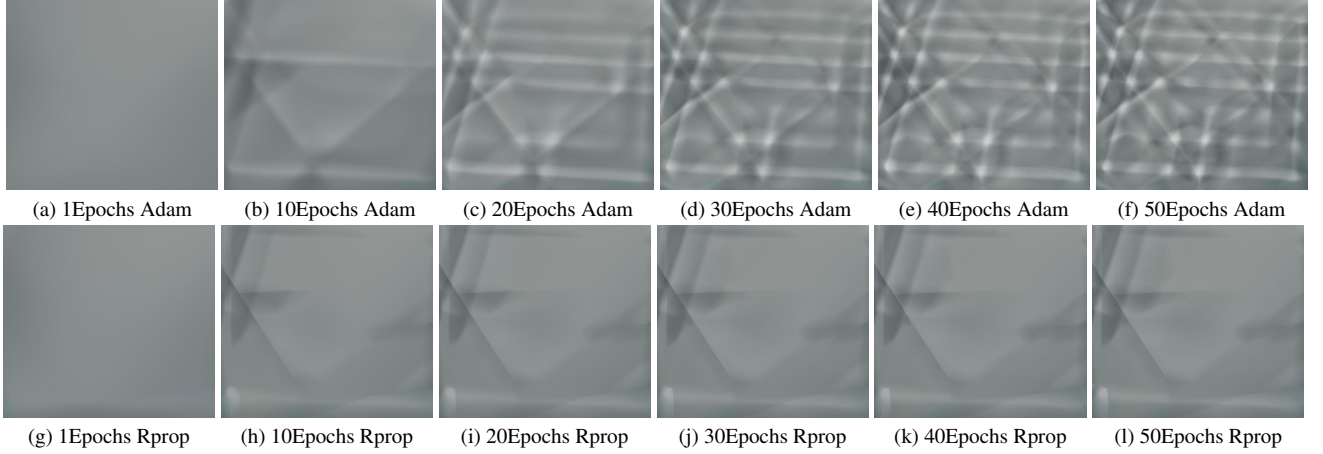 (a) 1Epochs Adam (b) 10Epochs Adam (c) 20Epochs Adam (d) 30Epochs Adam (e) 40Epochs Adam (f) 50Epochs Adam
(g) 1Epochs Rprop (h) 10Epochs Rprop (i) 20Epochs Rprop (j) 30Epochs Rprop (k) 40Epochs Rprop (l) 50Epochs Rprop